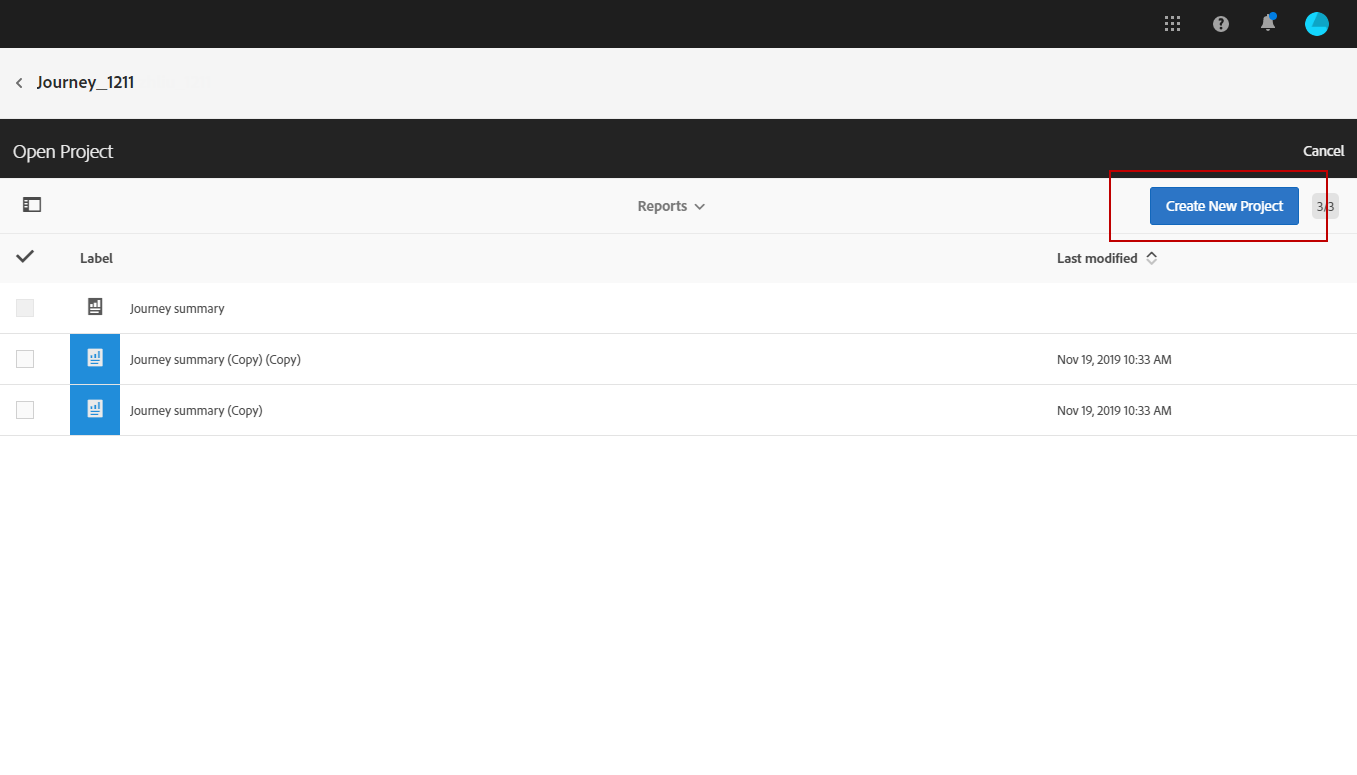 Journey_1211
Open Project
Cancel
Reports
Create New Project
3/3
Label
Last modified
Journey summary
Journey summary (Copy) (Copy)
Nov 19, 2019 10:33 AM
Journey summary (Copy)
Nov 19, 2019 10:33 AM